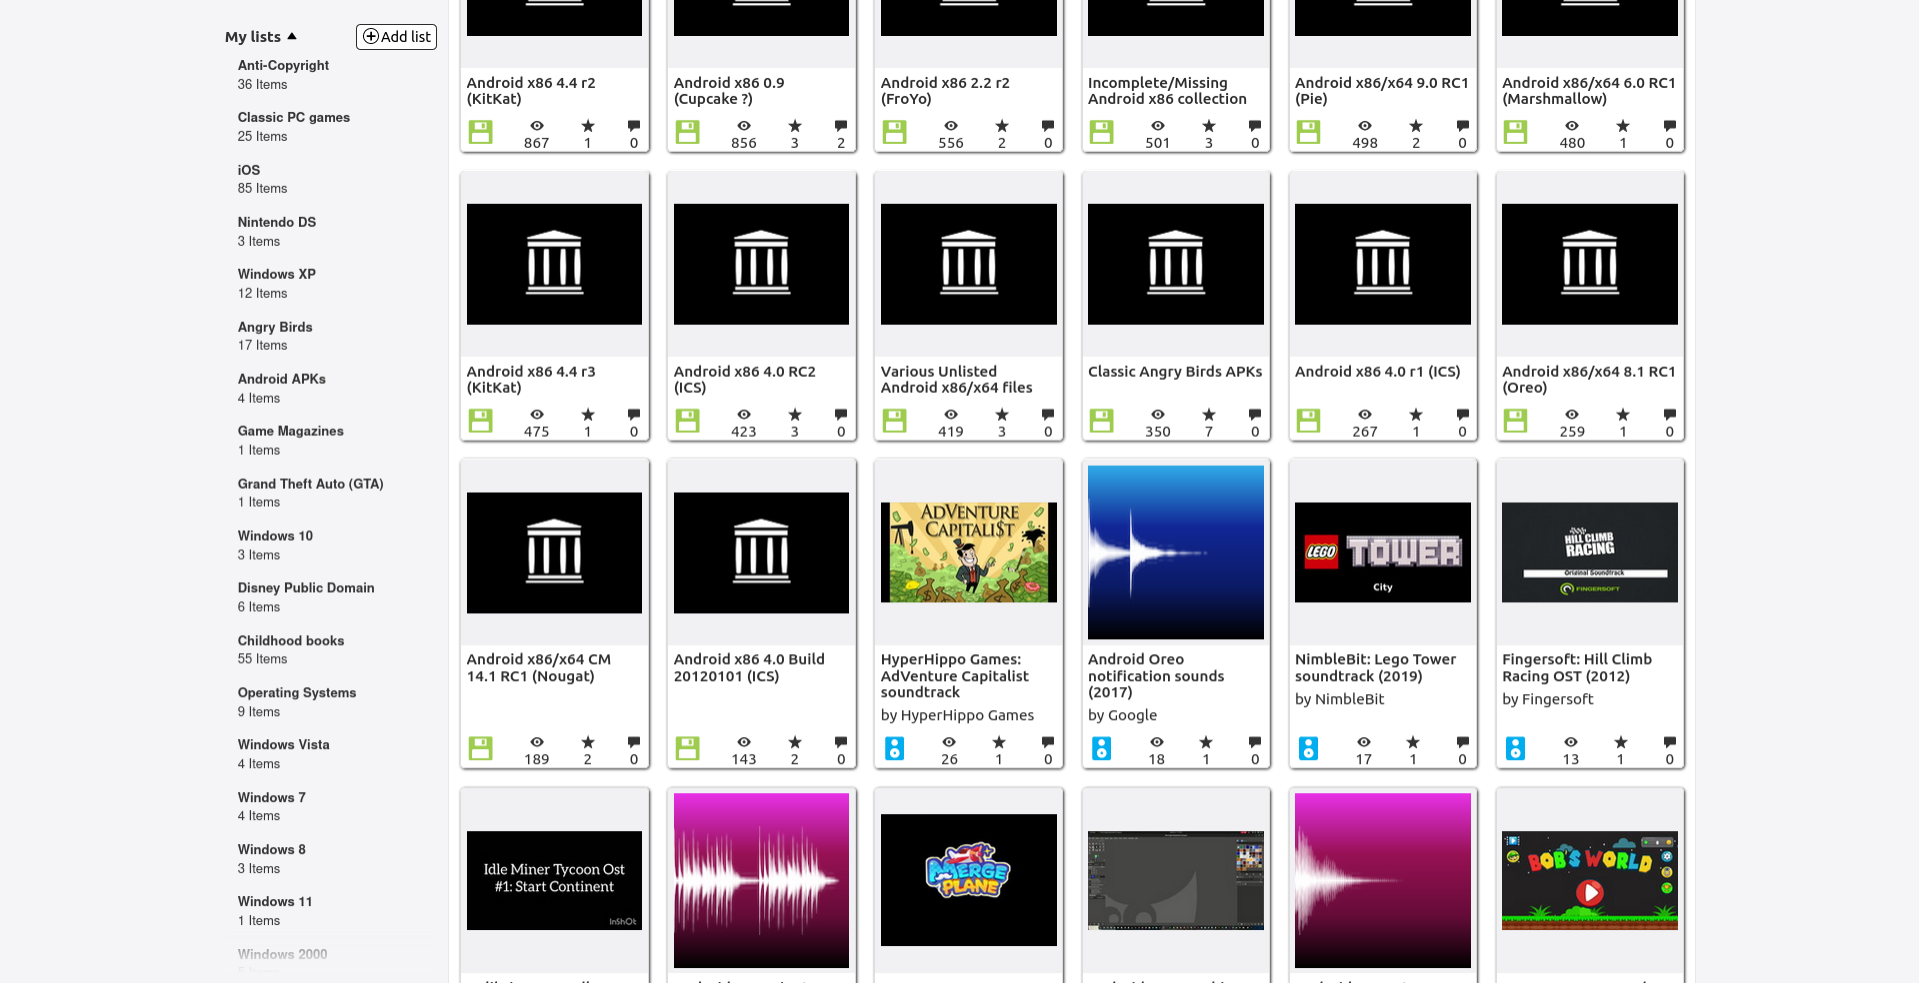 My lists
Add list
Anti-Copyright
36 Items
Classic PC games
25 Items
iOS
85 Items
Nintendo DS
3 Items
Windows XP
12 Items
Angry Birds
17 Items
Android APKs
4 Items
Game Magazines
1 Items
Grand Theft Auto (GTA)
1 Items
Windows 10
3 Items
Disney Public Domain
6 Items
Childhood books
55 Items
Operating Systems
9 Items
Windows Vista
4 Items
Windows 7
4 Items
Windows 8
3 Items
Windows 11
1 Items
Windows 2000
Android x86 4.4 r2
(KitKat)
867 1 0
Android x86 0.9
(Cupcake ?)
856 3 2
Android x86 2.2 r2
(FroYo)
556 2 0
Incomplete/Missing
Android x86 collection
501 3 0
Android x86/x64 9.0 RC1
(Pie)
498 2 0
Android x86/x64 6.0 RC1
(Marshmallow)
480 1 0
Android x86 4.4 r3
(KitKat)
475 1 0
Android x86 4.0 RC2
(ICS)
423 3 0
Various Unlisted
Android x86/x64 files
419 3 0
Classic Angry Birds APKs
350 7 0
Android x86 4.0 r1 (ICS)
267 1 0
Android x86/x64 8.1 RC1
(Oreo)
259 1 0
Android x86/x64 CM
14.1 RC1 (Nougat)
189 2 0
Android x86 4.0 Build
20120101 (ICS)
143 2 0
ADVENTURE
CAPITALI$T
HyperHippo Games:
AdVenture Capitalist
soundtrack
by HyperHippo Games
26 1 0
Android Oreo
notification sounds
(2017)
by Google
18 1 0
LEGO TOWER
City
NimbleBit: Lego Tower
soundtrack (2019)
by NimbleBit
17 1 0
HILL CLIMB
RACING
Original Soundtrack
FINGERSOFT
Fingersoft: Hill Climb
Racing OST (2012)
by Fingersoft
13 1 0
Idle Miner Tycoon Ost
#1: Start Continent
InShOt
MERGE
PLANE
BOB'S WORLD